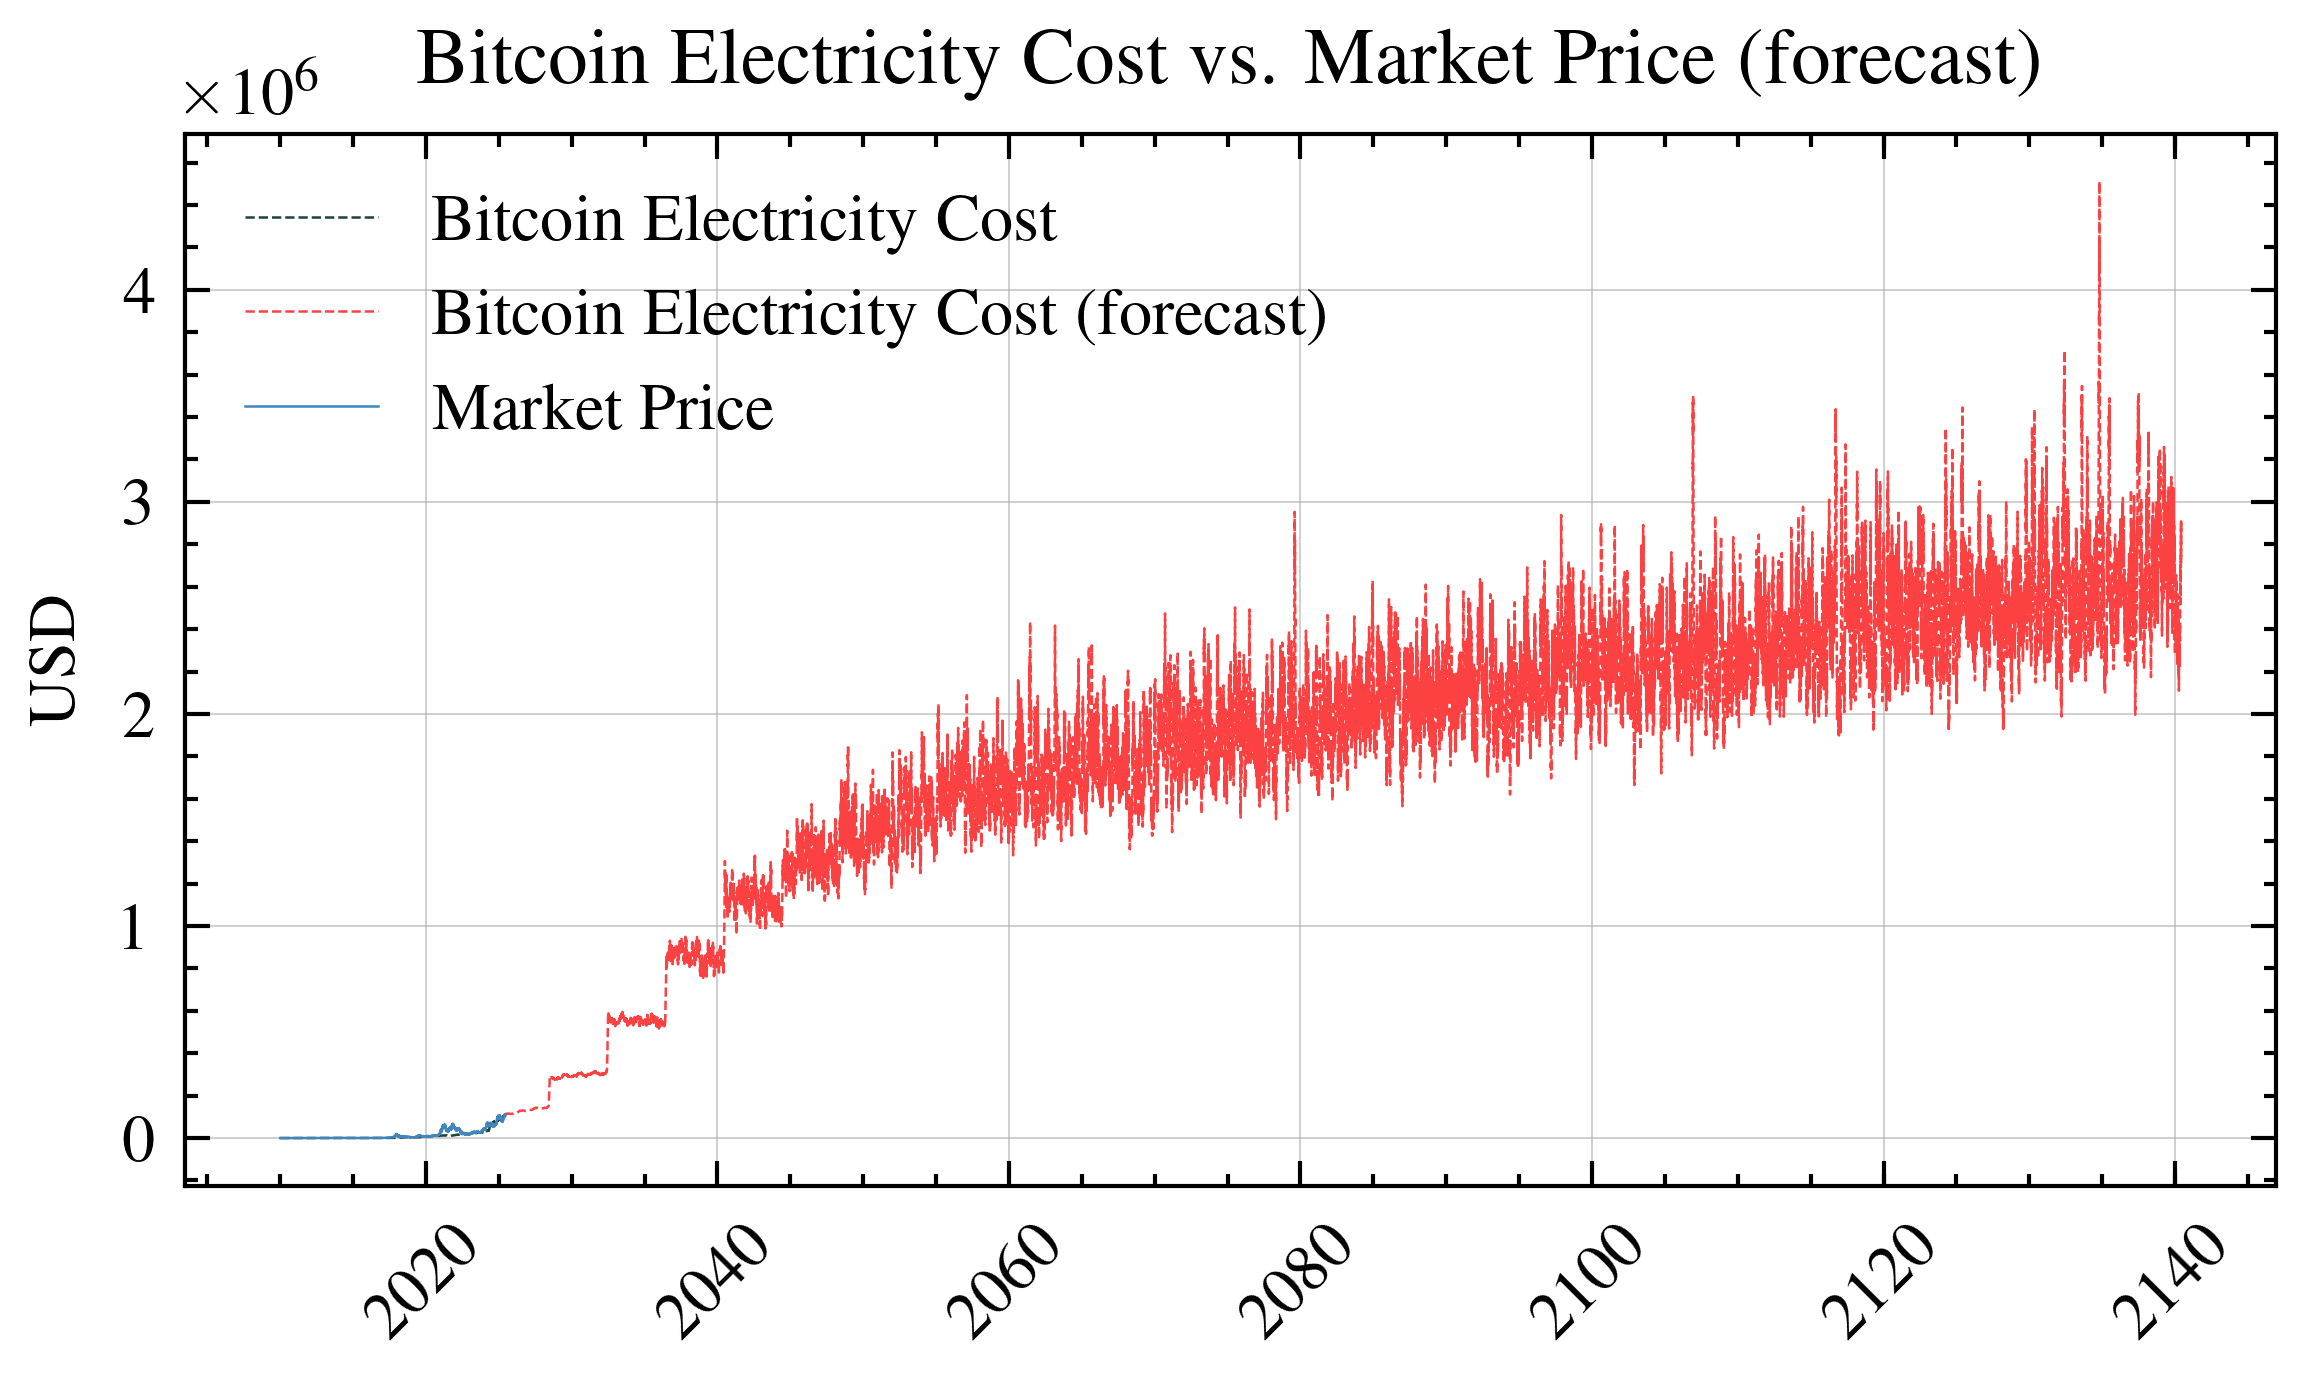 Bitcoin Electricity Cost vs. Market Price (forecast)
×10⁶
Bitcoin Electricity Cost
Bitcoin Electricity Cost (forecast)
Market Price
USD
4
3
2
1
0
2020 2040 2060 2080 2100 2120 2140